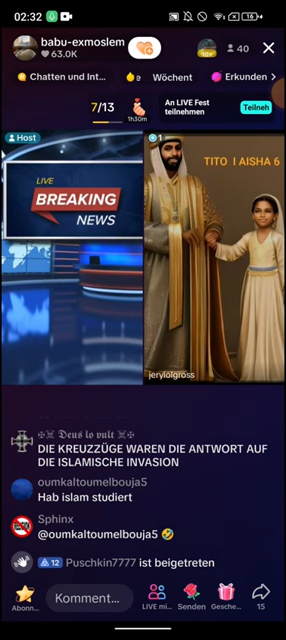 02:32
16
babu-exmoslem
63.0K
40
Chatten und Int...
Wöchent
Erkunden
7/13
1h30m
An LIVE Fest
teilnehmen
Teilneh
Host
1
LIVE
BREAKING
NEWS
TITO I AISHA 6
jerylolgross
𝕯𝖊𝖚𝖘 𝖑𝖔 𝖛𝖚𝖑𝖙
DIE KREUZZÜGE WAREN DIE ANTWORT AUF
DIE ISLAMISCHE INVASION
oumkaltoumelbouja5
Hab islam studiert
Sphinx
@oumkaltoumelbouja5 🤣
12 Puschkin7777 ist beigetreten
Abonn...
Komment...
LIVE mi...
Senden
Gesche...
15